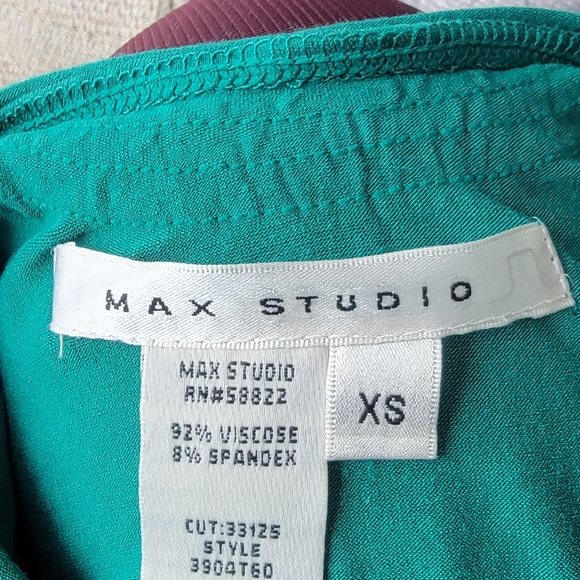 MAX STUDIO
MAX STUDIO
RN#58822
XS
92% VISCOSE
8% SPANDEX
CUT:33125
STYLE
3904T60